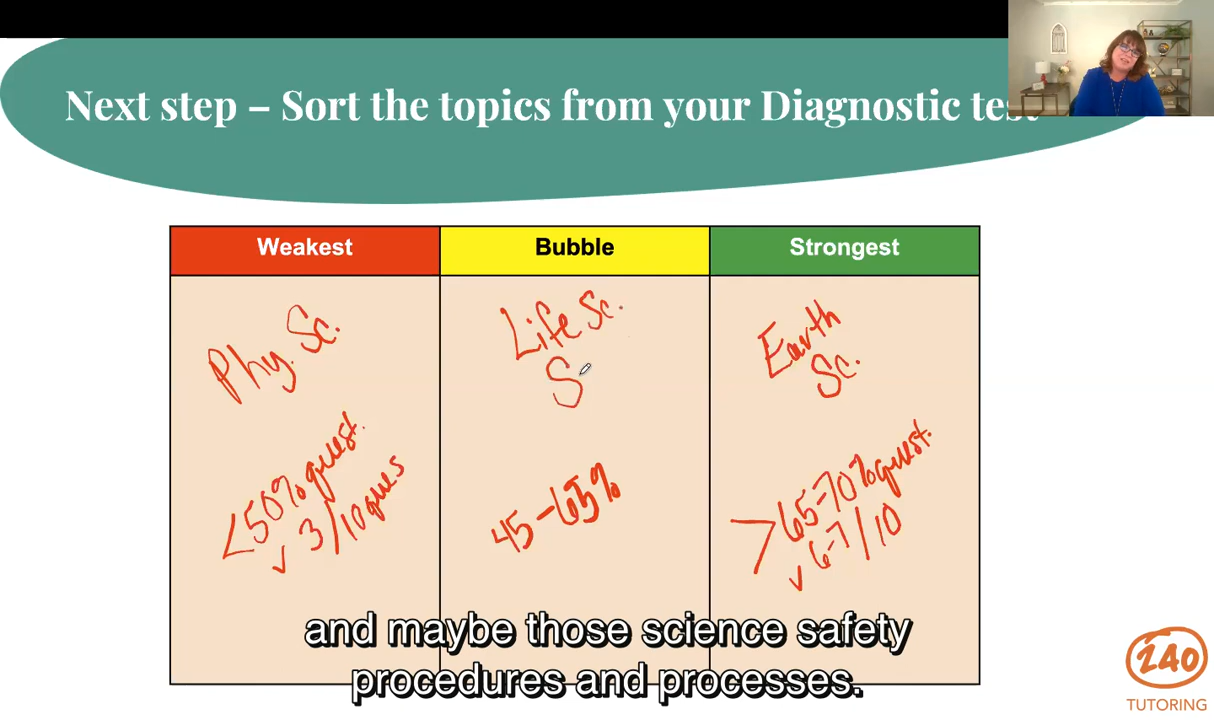 Next step – Sort the topics from your Diagnostic test
Weakest
Bubble
Strongest
Phy. Sc.
Life Sc.
S
Earth
Sc.
<50% quest.
✓ 3/10 ques
45-65%
>65-70% quest.
✓ 6-7/10
and maybe those science safety
procedures and processes.
240
TUTORING